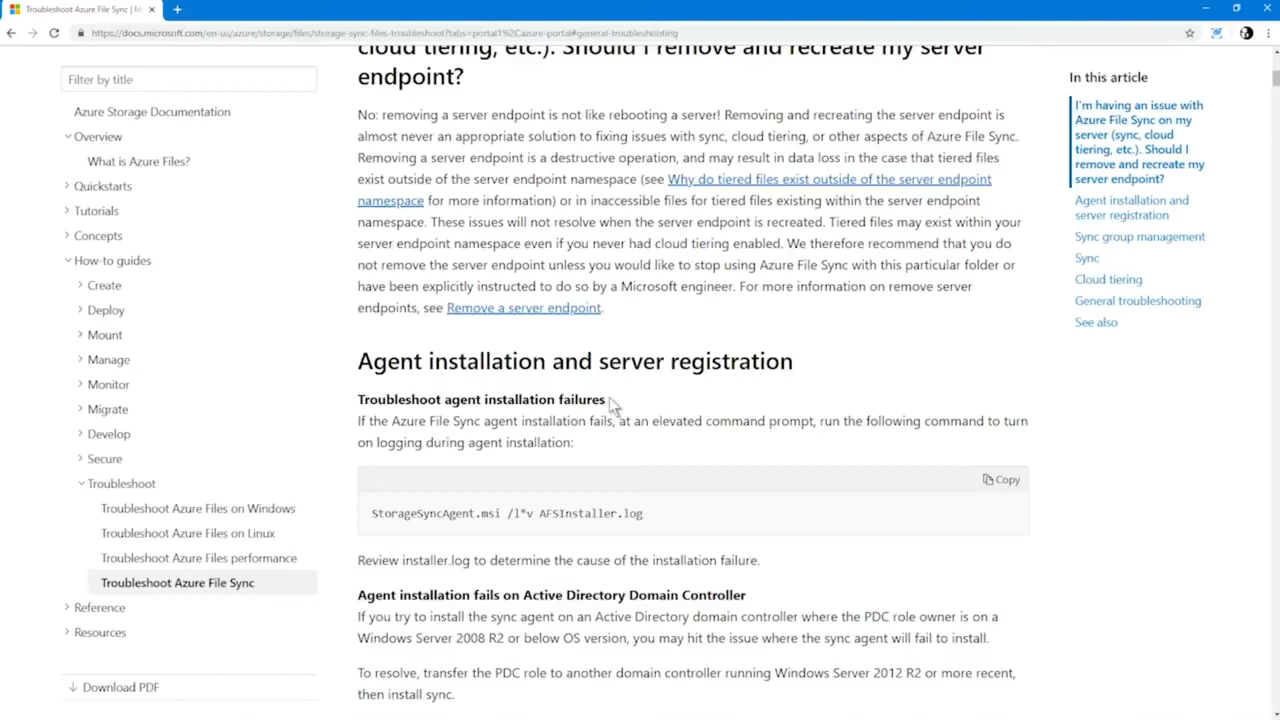 Troubleshoot Azure File Sync | M
https://docs.microsoft.com/en-us/azure/storage/files/storage-sync-files-troubleshoot?tabs=portal1%2Cazure-portal#general-troubleshooting
Filter by title
Azure Storage Documentation
Overview
What is Azure Files?
Quickstarts
Tutorials
Concepts
How-to guides
Create
Deploy
Mount
Manage
Monitor
Migrate
Develop
Secure
Troubleshoot
Troubleshoot Azure Files on Windows
Troubleshoot Azure Files on Linux
Troubleshoot Azure Files performance
Troubleshoot Azure File Sync
Reference
Resources
Download PDF
cloud tiering, etc.). Should I remove and recreate my server
endpoint?
No: removing a server endpoint is not like rebooting a server! Removing and recreating the server endpoint is
almost never an appropriate solution to fixing issues with sync, cloud tiering, or other aspects of Azure File Sync.
Removing a server endpoint is a destructive operation, and may result in data loss in the case that tiered files
exist outside of the server endpoint namespace (see Why do tiered files exist outside of the server endpoint
namespace for more information) or in inaccessible files for tiered files existing within the server endpoint
namespace. These issues will not resolve when the server endpoint is recreated. Tiered files may exist within your
server endpoint namespace even if you never had cloud tiering enabled. We therefore recommend that you do
not remove the server endpoint unless you would like to stop using Azure File Sync with this particular folder or
have been explicitly instructed to do so by a Microsoft engineer. For more information on remove server
endpoints, see Remove a server endpoint.
Agent installation and server registration
Troubleshoot agent installation failures
If the Azure File Sync agent installation fails, at an elevated command prompt, run the following command to turn
on logging during agent installation:
Copy
StorageSyncAgent.msi /l*v AFSInstaller.log
Review installer.log to determine the cause of the installation failure.
Agent installation fails on Active Directory Domain Controller
If you try to install the sync agent on an Active Directory domain controller where the PDC role owner is on a
Windows Server 2008 R2 or below OS version, you may hit the issue where the sync agent will fail to install.
To resolve, transfer the PDC role to another domain controller running Windows Server 2012 R2 or more recent,
then install sync.
In this article
I'm having an issue with
Azure File Sync on my
server (sync, cloud
tiering, etc.). Should I
remove and recreate my
server endpoint?
Agent installation and
server registration
Sync group management
Sync
Cloud tiering
General troubleshooting
See also